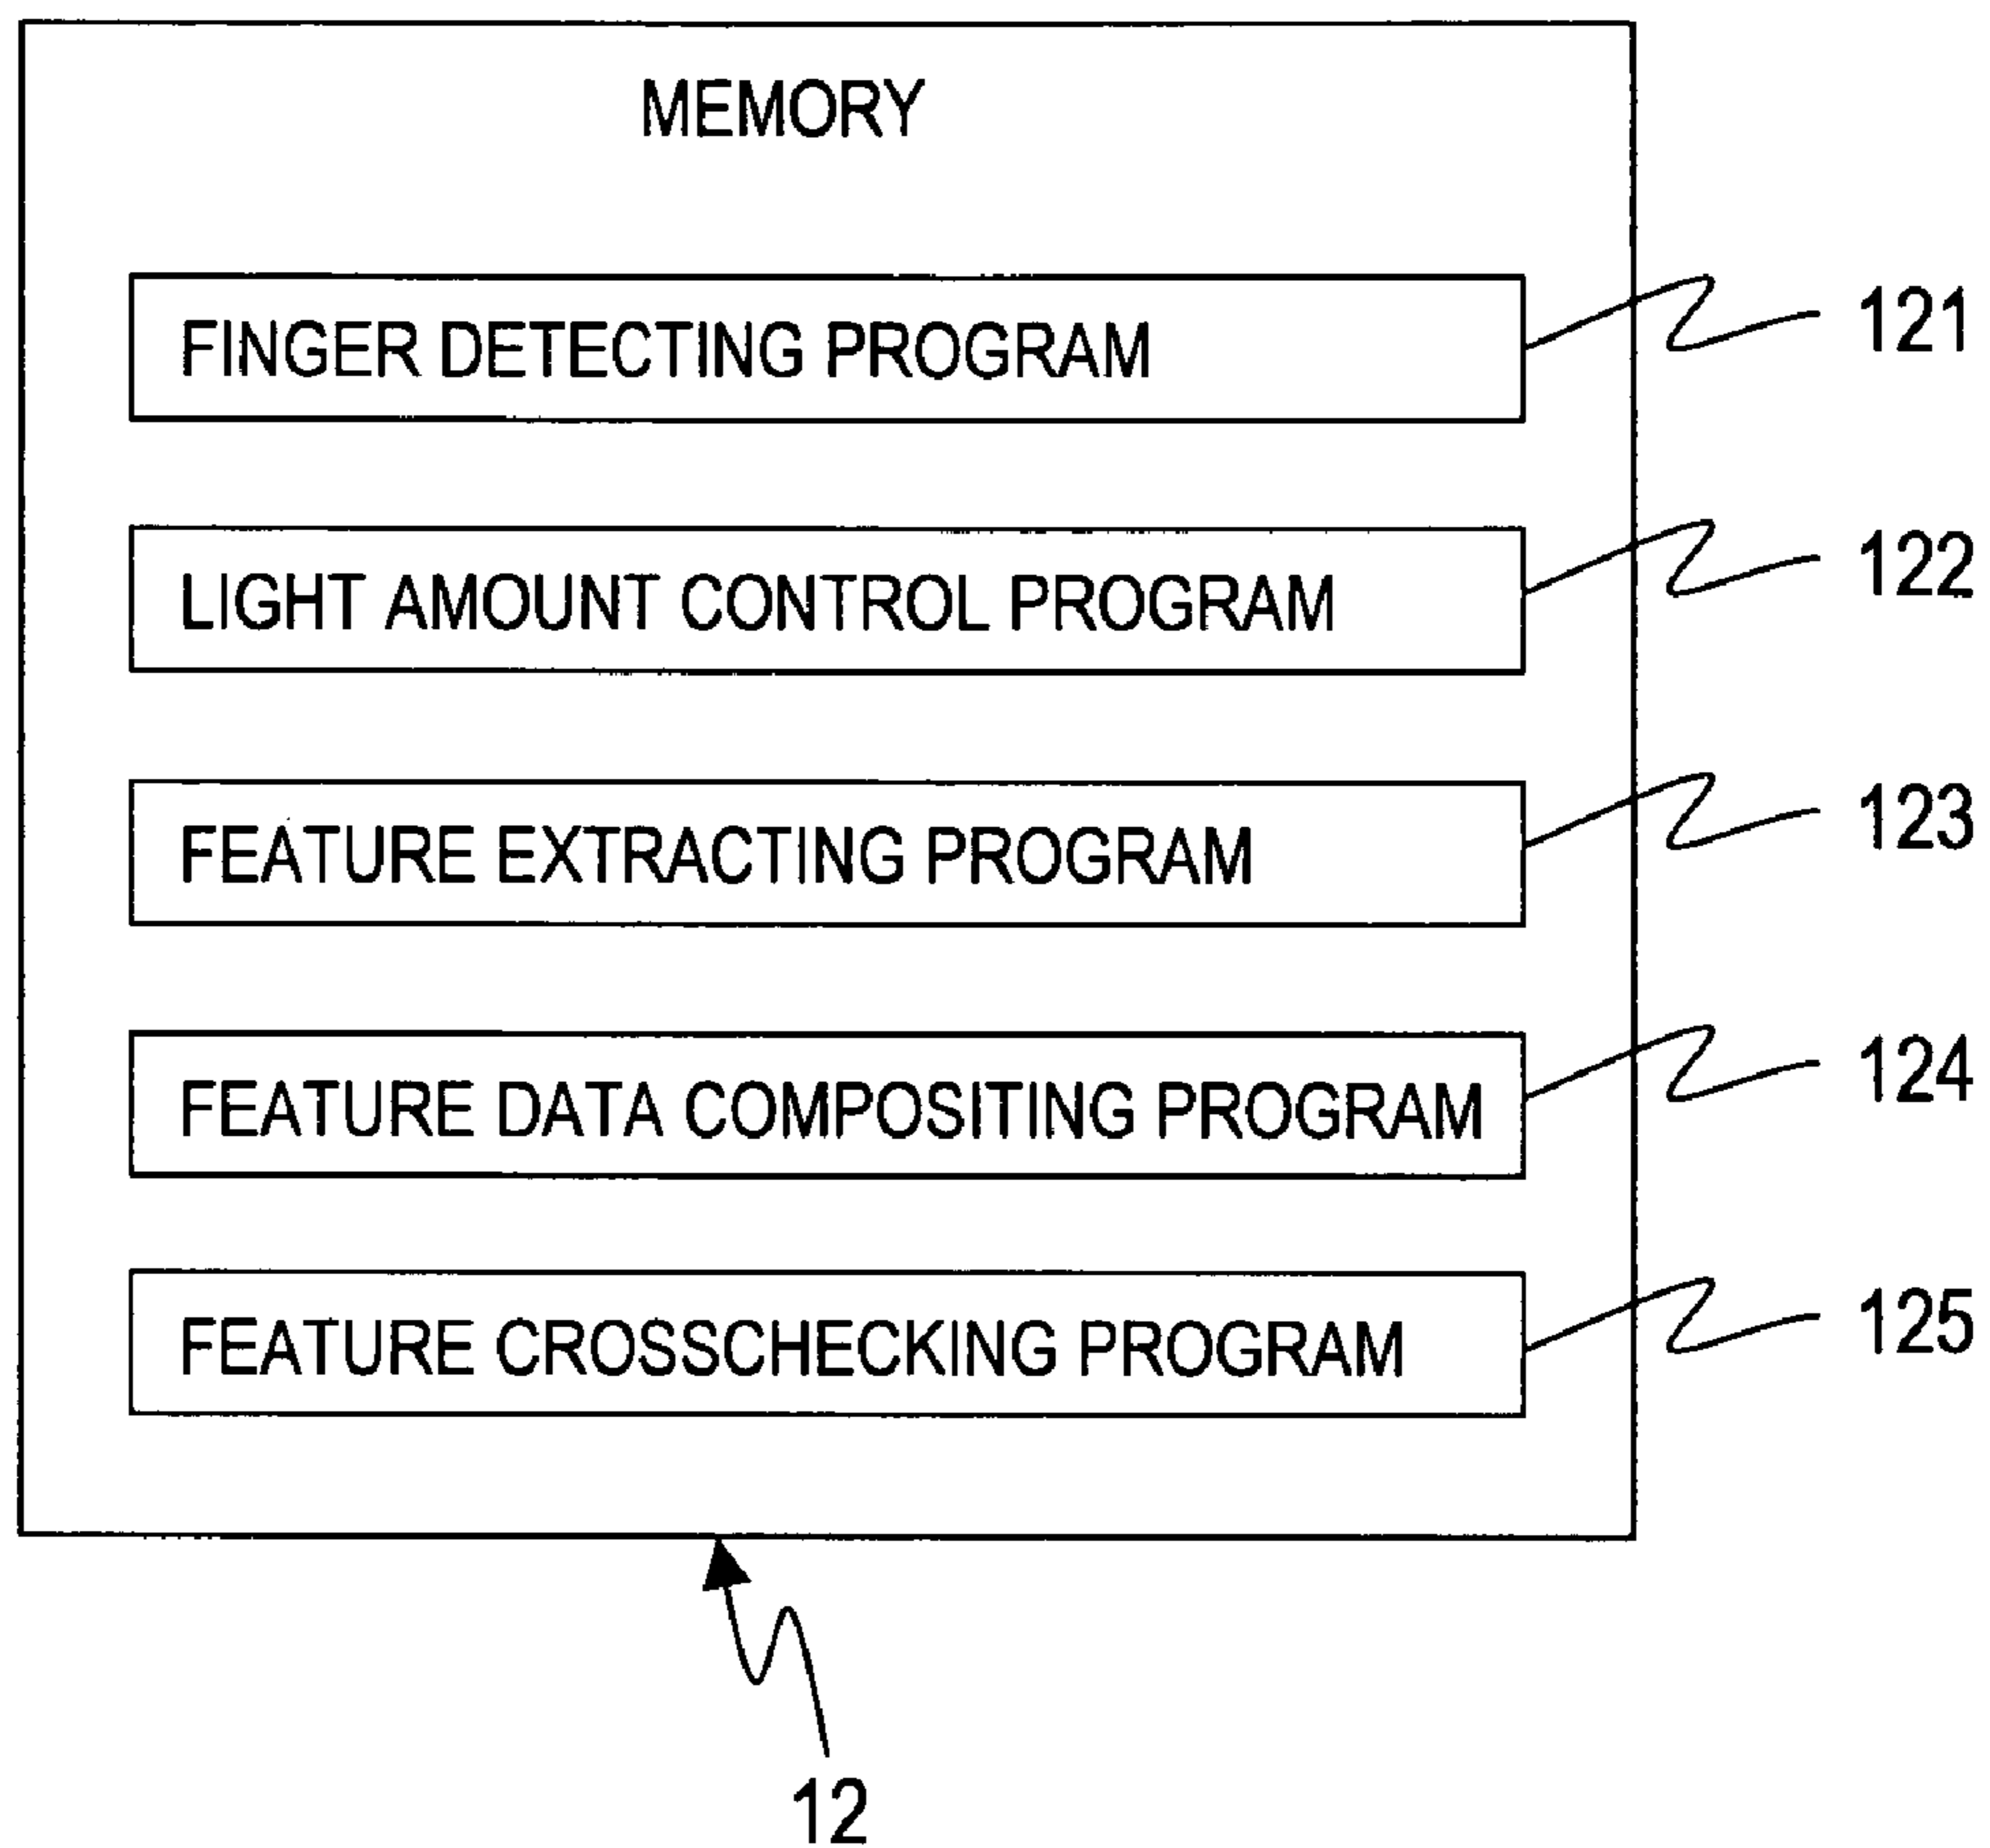 MEMORY
FINGER DETECTING PROGRAM
121
LIGHT AMOUNT CONTROL PROGRAM
122
FEATURE EXTRACTING PROGRAM
123
FEATURE DATA COMPOSITING PROGRAM
124
FEATURE CROSSCHECKING PROGRAM
125
12